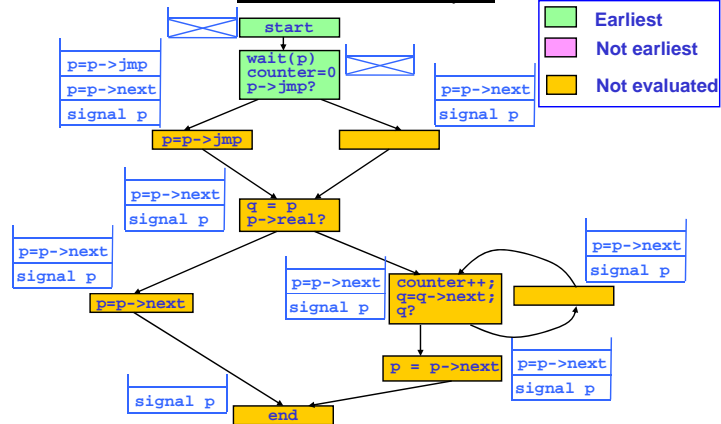 start
Earliest
Not earliest
Not evaluated
p=p->jmp
p=p->next
signal p
wait(p)
counter=0
p->jmp?
p=p->next
signal p
p=p->jmp
p=p->next
signal p
q = p
p->real?
p=p->next
signal p
p=p->next
signal p
p=p->next
signal p
counter++;
q=q->next;
q?
p=p->next
p = p->next
p=p->next
signal p
signal p
end